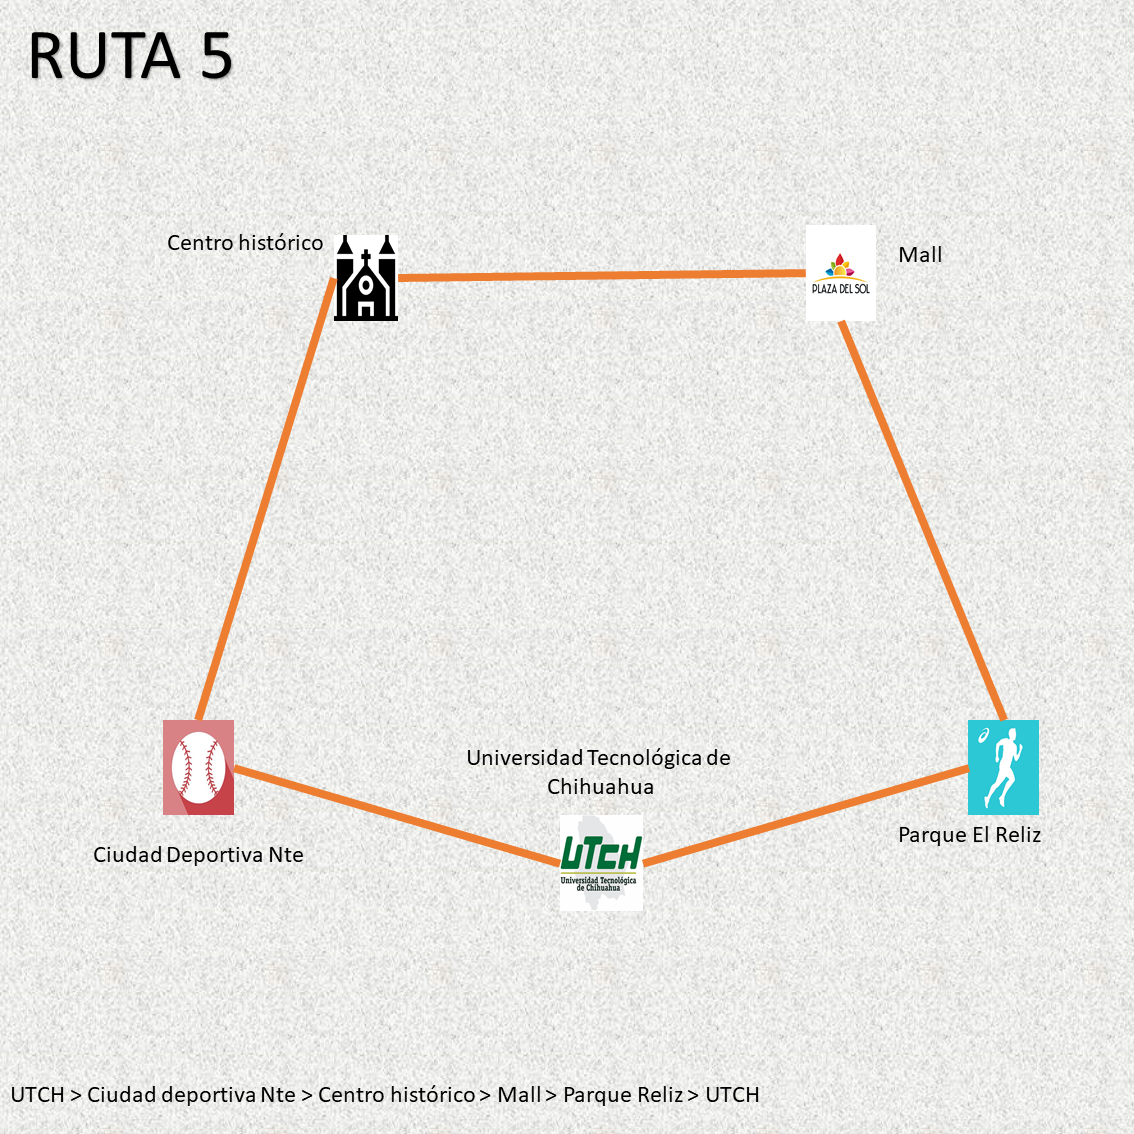 RUTA 5
Centro histórico
Mall
PLAZA DEL SOL
Universidad Tecnológica de
Chihuahua
Parque El Reliz
Ciudad Deportiva Nte
UTCH
Universidad Tecnológica
de Chihuahua
UTCH > Ciudad deportiva Nte > Centro histórico > Mall > Parque Reliz > UTCH